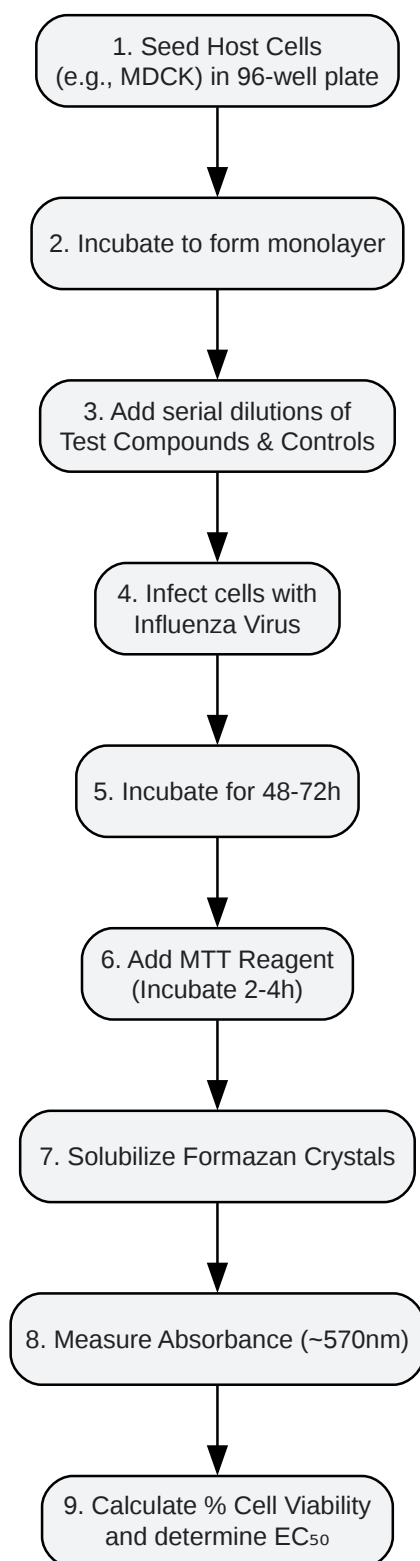 1. Seed Host Cells
(e.g., MDCK) in 96-well plate
2. Incubate to form monolayer
3. Add serial dilutions of
Test Compounds & Controls
4. Infect cells with
Influenza Virus
5. Incubate for 48-72h
6. Add MTT Reagent
(Incubate 2-4h)
7. Solubilize Formazan Crystals
8. Measure Absorbance (~570nm)
9. Calculate % Cell Viability
and determine EC₅₀